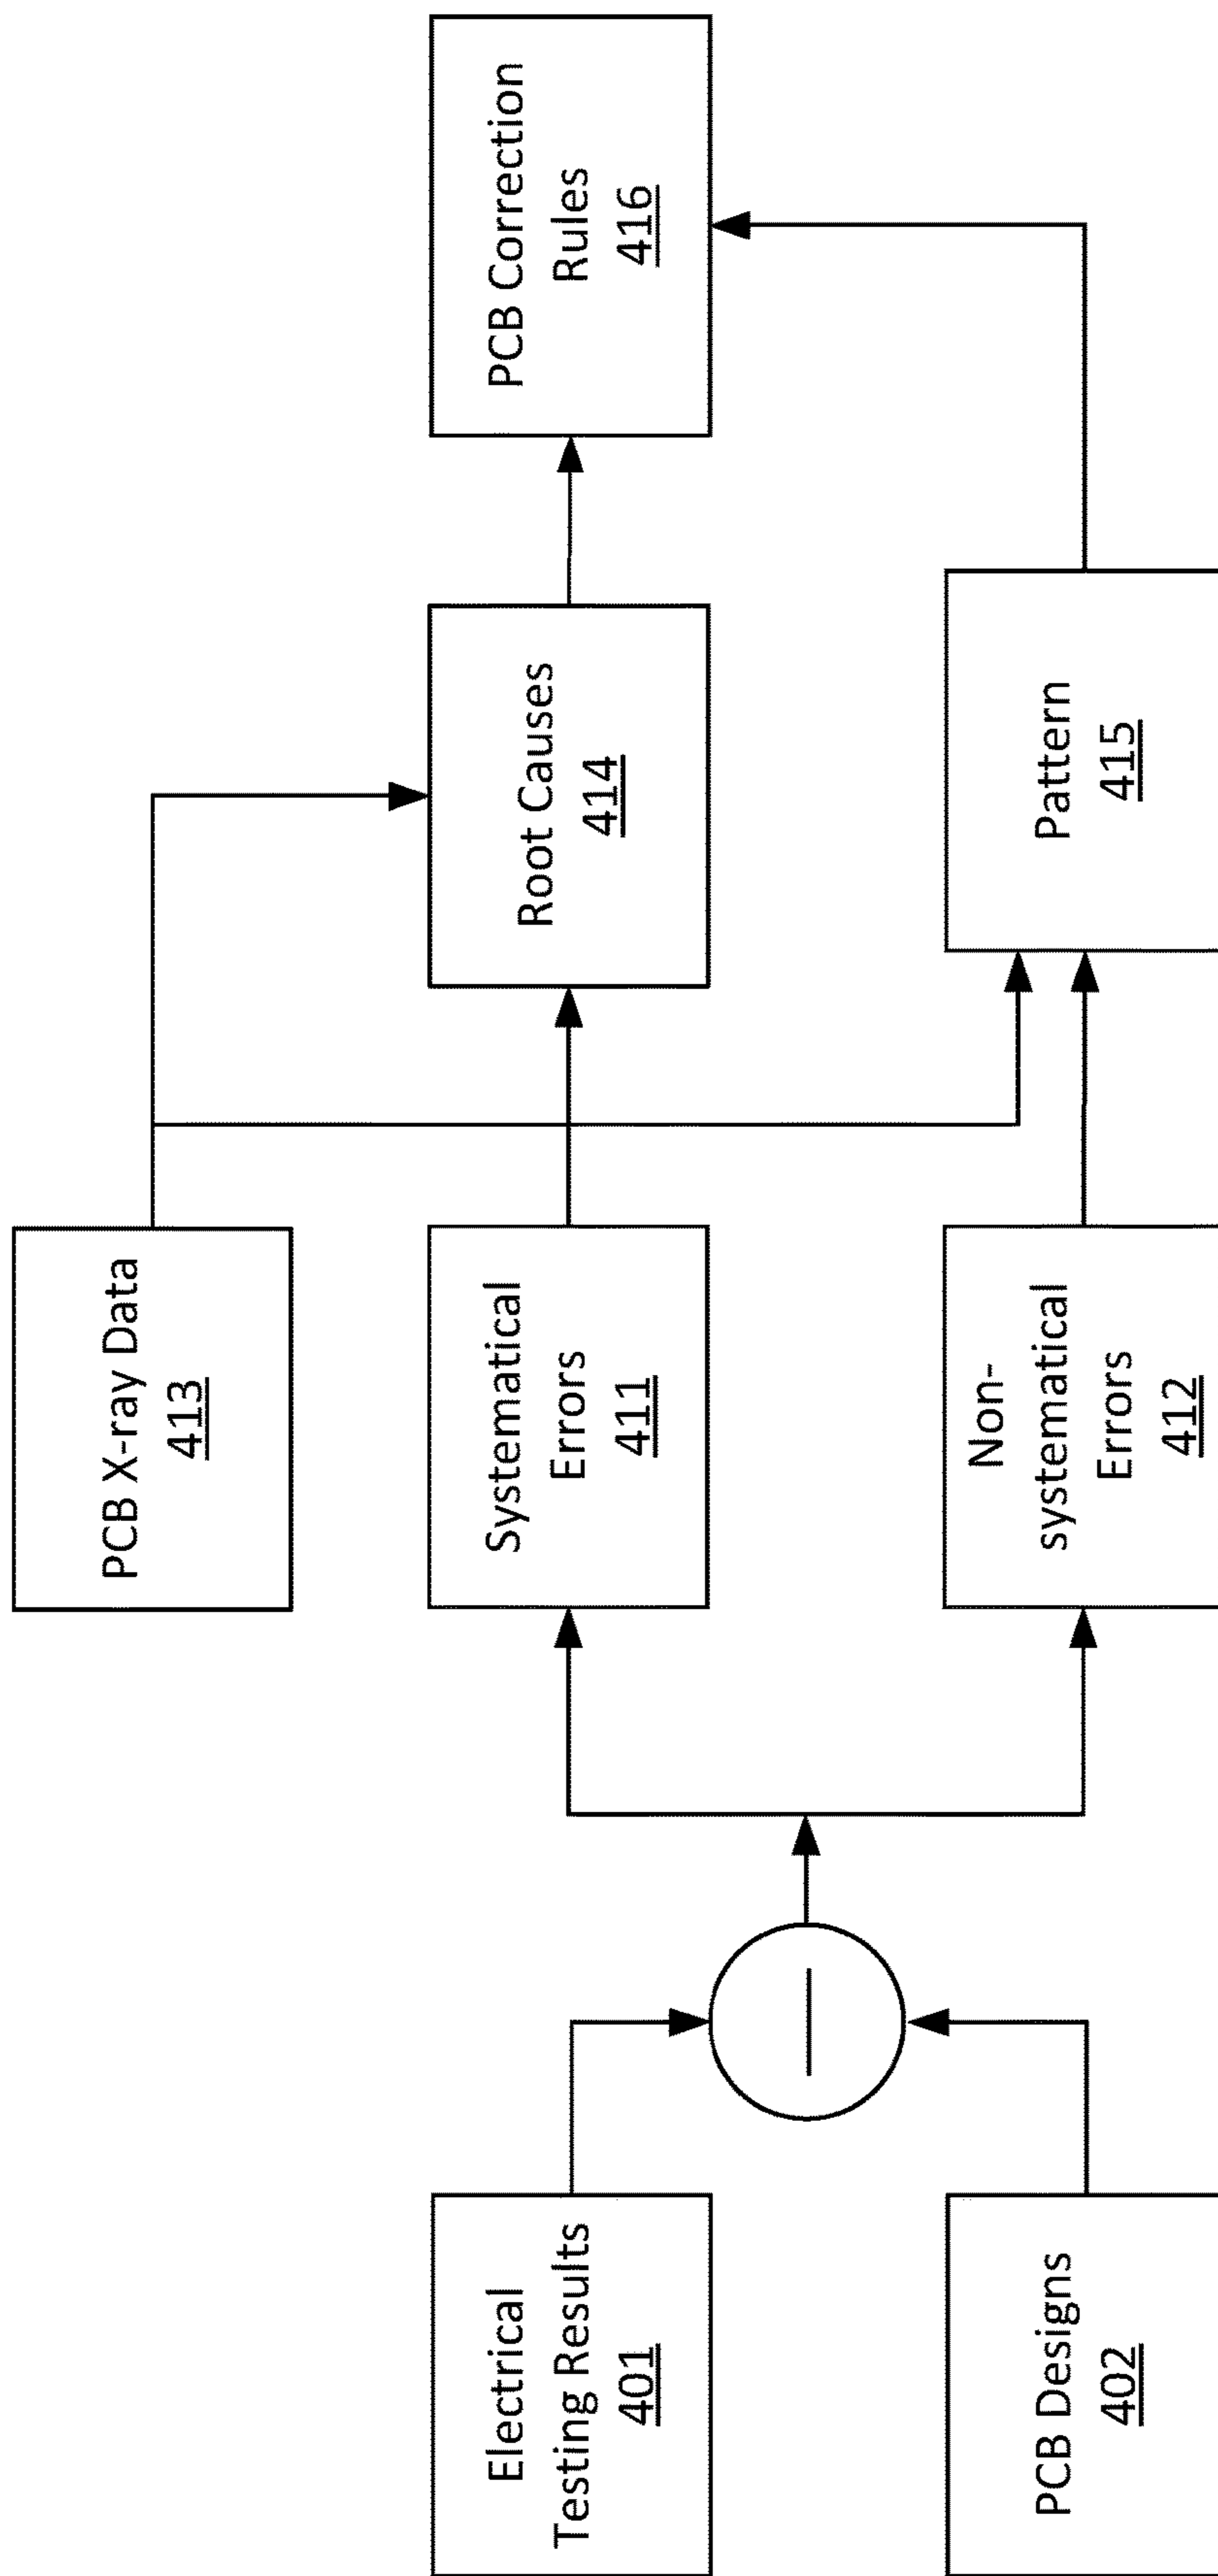 PCB X-ray Data
413
Electrical
Testing Results
401
Systematical
Errors
411
Root Causes
414
PCB Correction
Rules
416
PCB Designs
402
Non-
systematical
Errors
412
Pattern
415